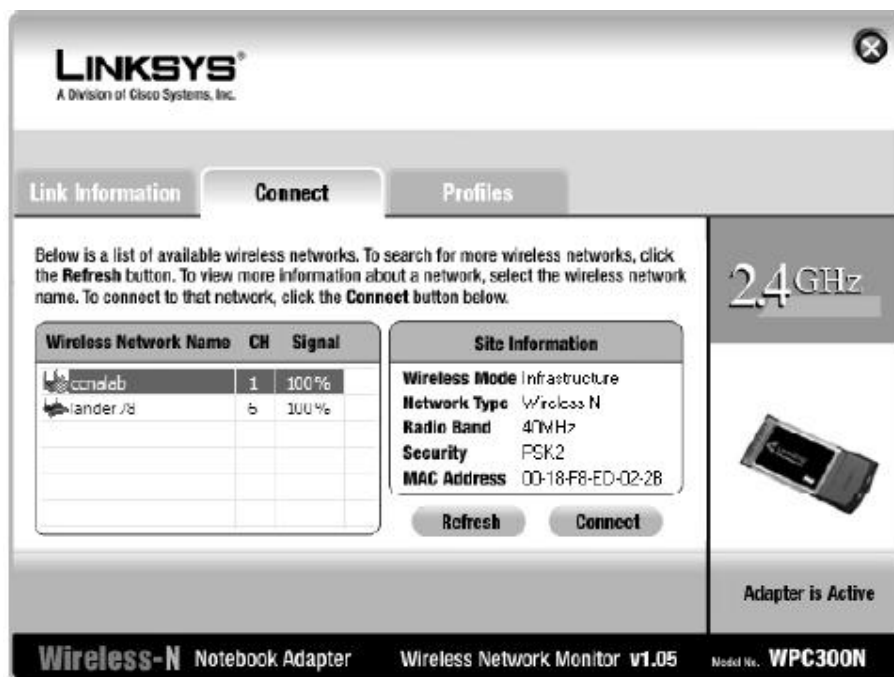 LINKSYS®
A Division of Cisco Systems, Inc.
Link Information
Connect
Profiles
Below is a list of available wireless networks. To search for more wireless networks, click
the Refresh button. To view more information about a network, select the wireless network
name. To connect to that network, click the Connect button below.
Wireless Network Name CH Signal
ccnalab 1 100%
lander78 6 100%
Site Information
Wireless Mode Infrastructure
Network Type Wireless N
Radio Band 40MHz
Security PSK2
MAC Address 00-18-F8-ED-02-2B
Refresh
Connect
2.4GHz
Adapter is Active
Wireless-N Notebook Adapter Wireless Network Monitor v1.05 Model No. WPC300N